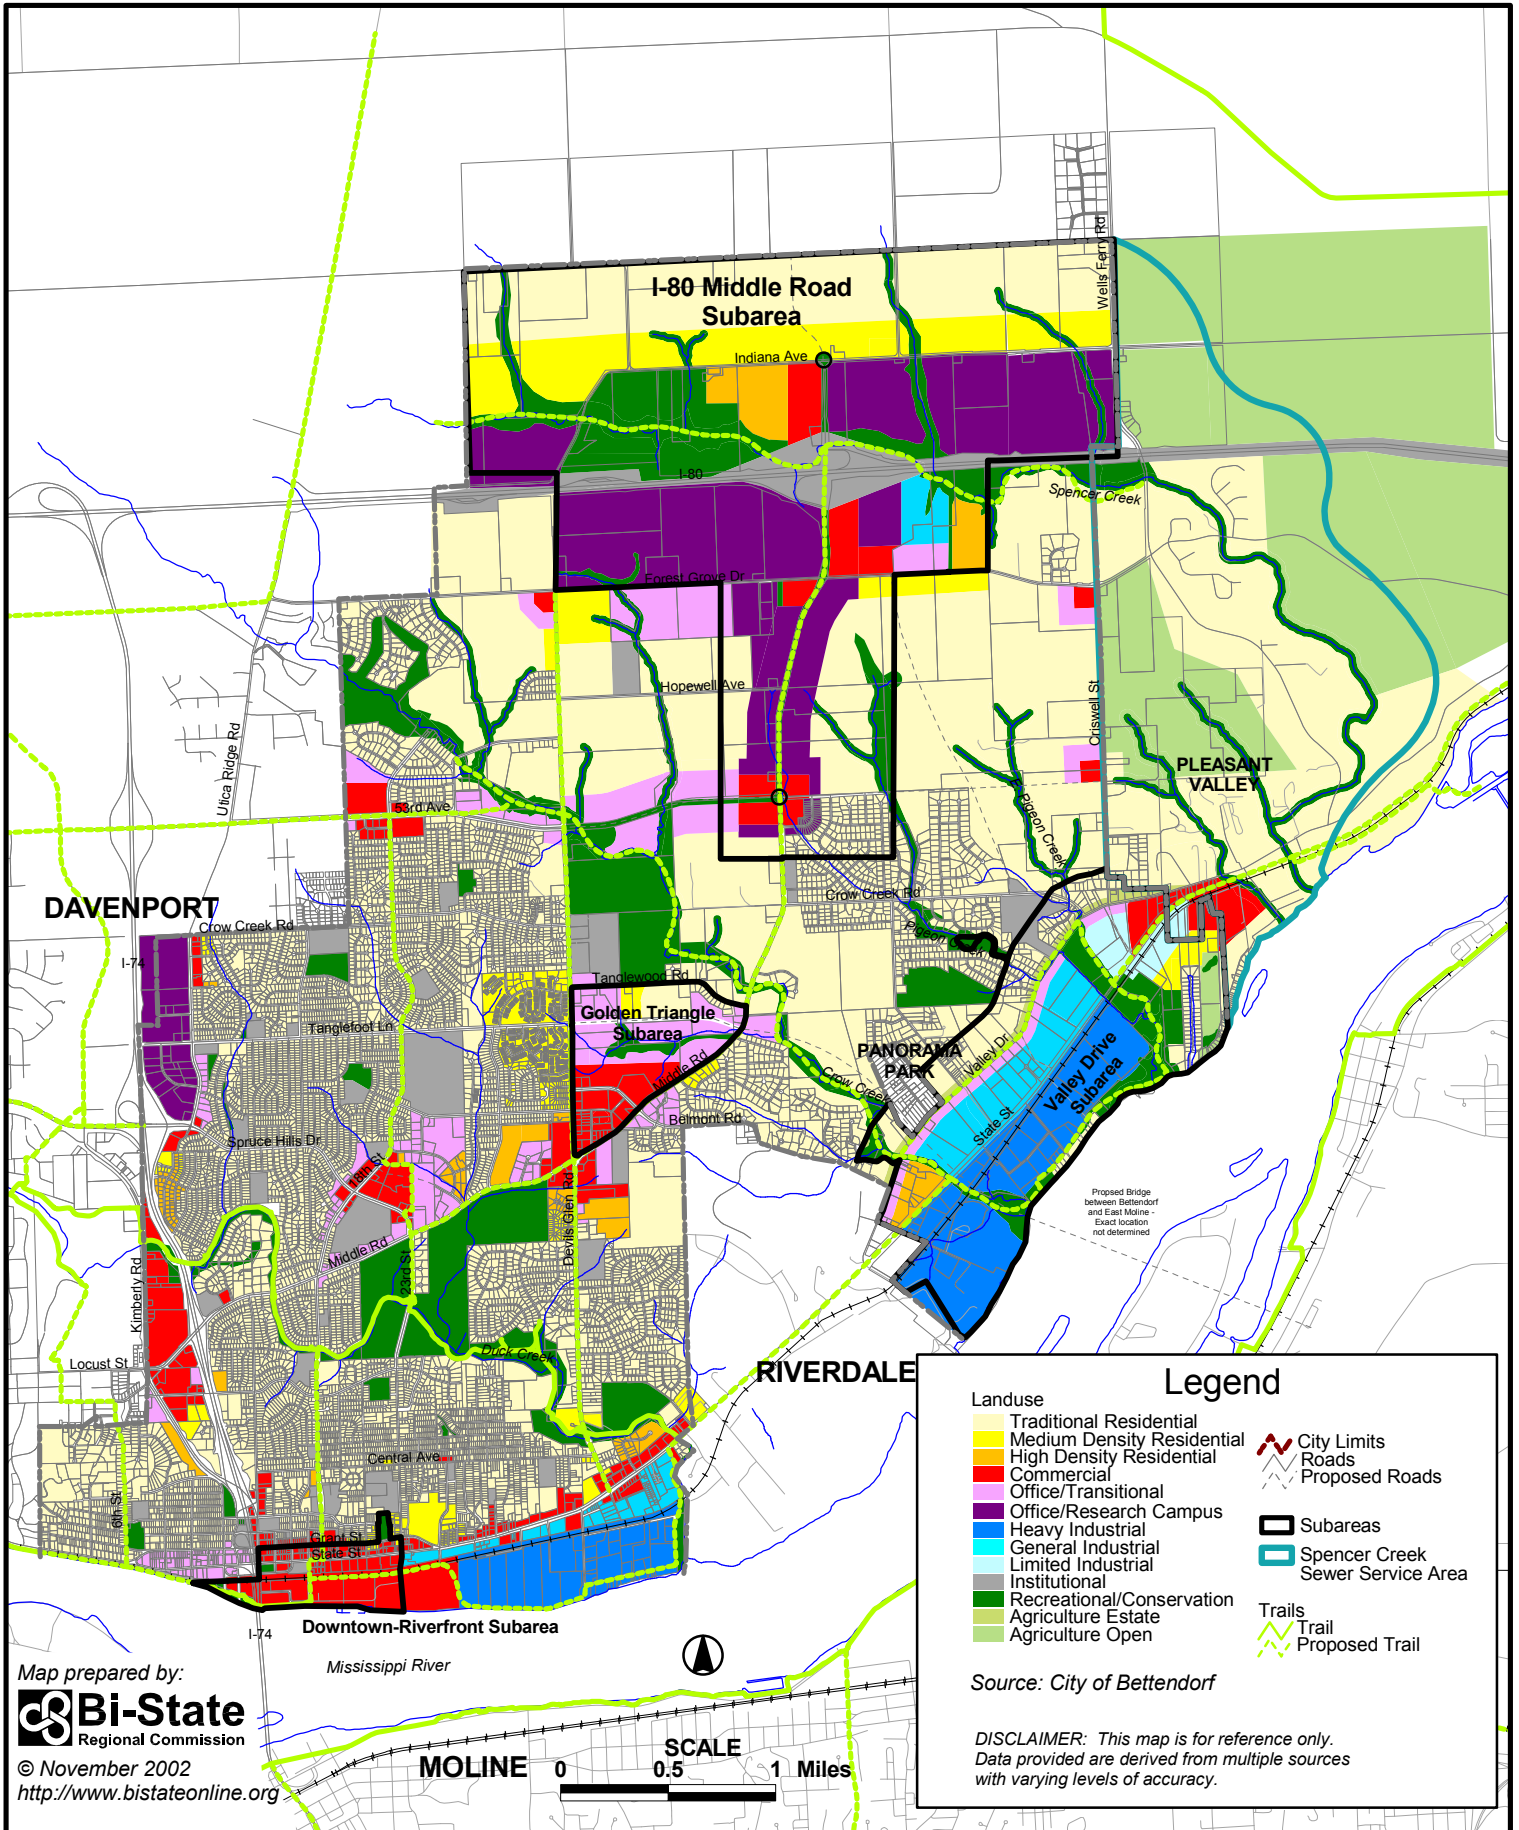 I-80 Middle Road
Subarea
Wells Ferry Rd
Indiana Ave
I-80
Spencer Creek
Forest Grove Dr
Hopewell Ave
Criswell St
Utica Ridge Rd
PLEASANT
VALLEY
53rd Ave
E. Pigeon Creek
DAVENPORT
Crow Creek Rd
Crow Creek Rd
Pigeon Creek
I-74
Tanglewood Rd
Golden Triangle
Subarea
Tanglefoot Ln
Middle Rd
PANORAMA
PARK
Valley Dr
Valley Drive
Subarea
Crow Creek
State St
Belmont Rd
Spruce Hills Dr
18th St
Devils Glen Rd
Propsed Bridge
between Bettendorf
and East Moline -
Exact location
not determined
Middle Rd
23rd St
Kimberly Rd
Duck Creek
Locust St
RIVERDALE
Central Ave
6th St
Grant St
State St
I-74
Downtown-Riverfront Subarea
Mississippi River
Legend
Landuse
Traditional Residential
Medium Density Residential
High Density Residential
Commercial
Office/Transitional
Office/Research Campus
Heavy Industrial
General Industrial
Limited Industrial
Institutional
Recreational/Conservation
Agriculture Estate
Agriculture Open
City Limits
Roads
Proposed Roads
Subareas
Spencer Creek
Sewer Service Area
Trails
Trail
Proposed Trail
Source: City of Bettendorf
DISCLAIMER: This map is for reference only.
Data provided are derived from multiple sources
with varying levels of accuracy.
Map prepared by:
Bi-State
Regional Commission
© November 2002
http://www.bistateonline.org
MOLINE
SCALE
0 0.5 1 Miles